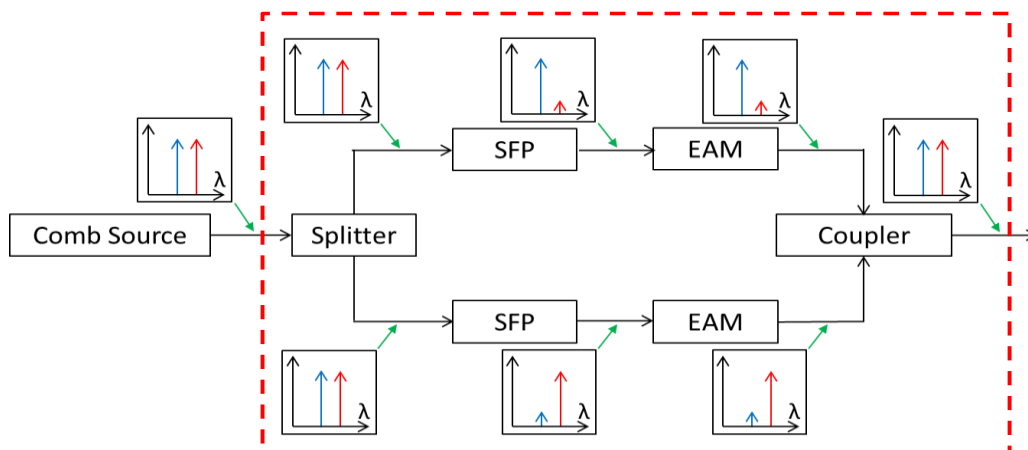 λ
λ
λ
λ
λ
SFP
EAM
Comb Source
Splitter
Coupler
SFP
EAM
λ
λ
λ